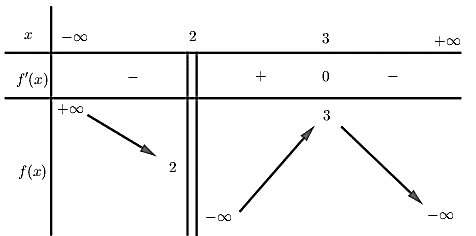 x −∞ 2 3 +∞
f′(x) − + 0 −
+∞ 3
f(x) 2
−∞ −∞